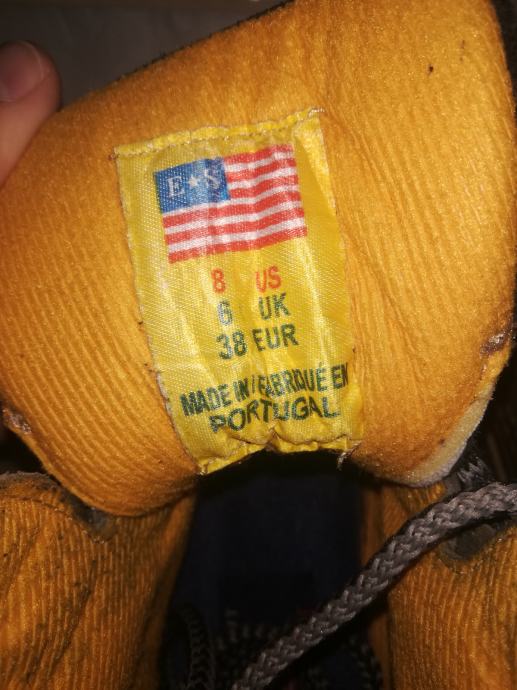 E★S
8 US
6 UK
38 EUR
MADE IN / FABRIQUÉ EN
PORTUGAL